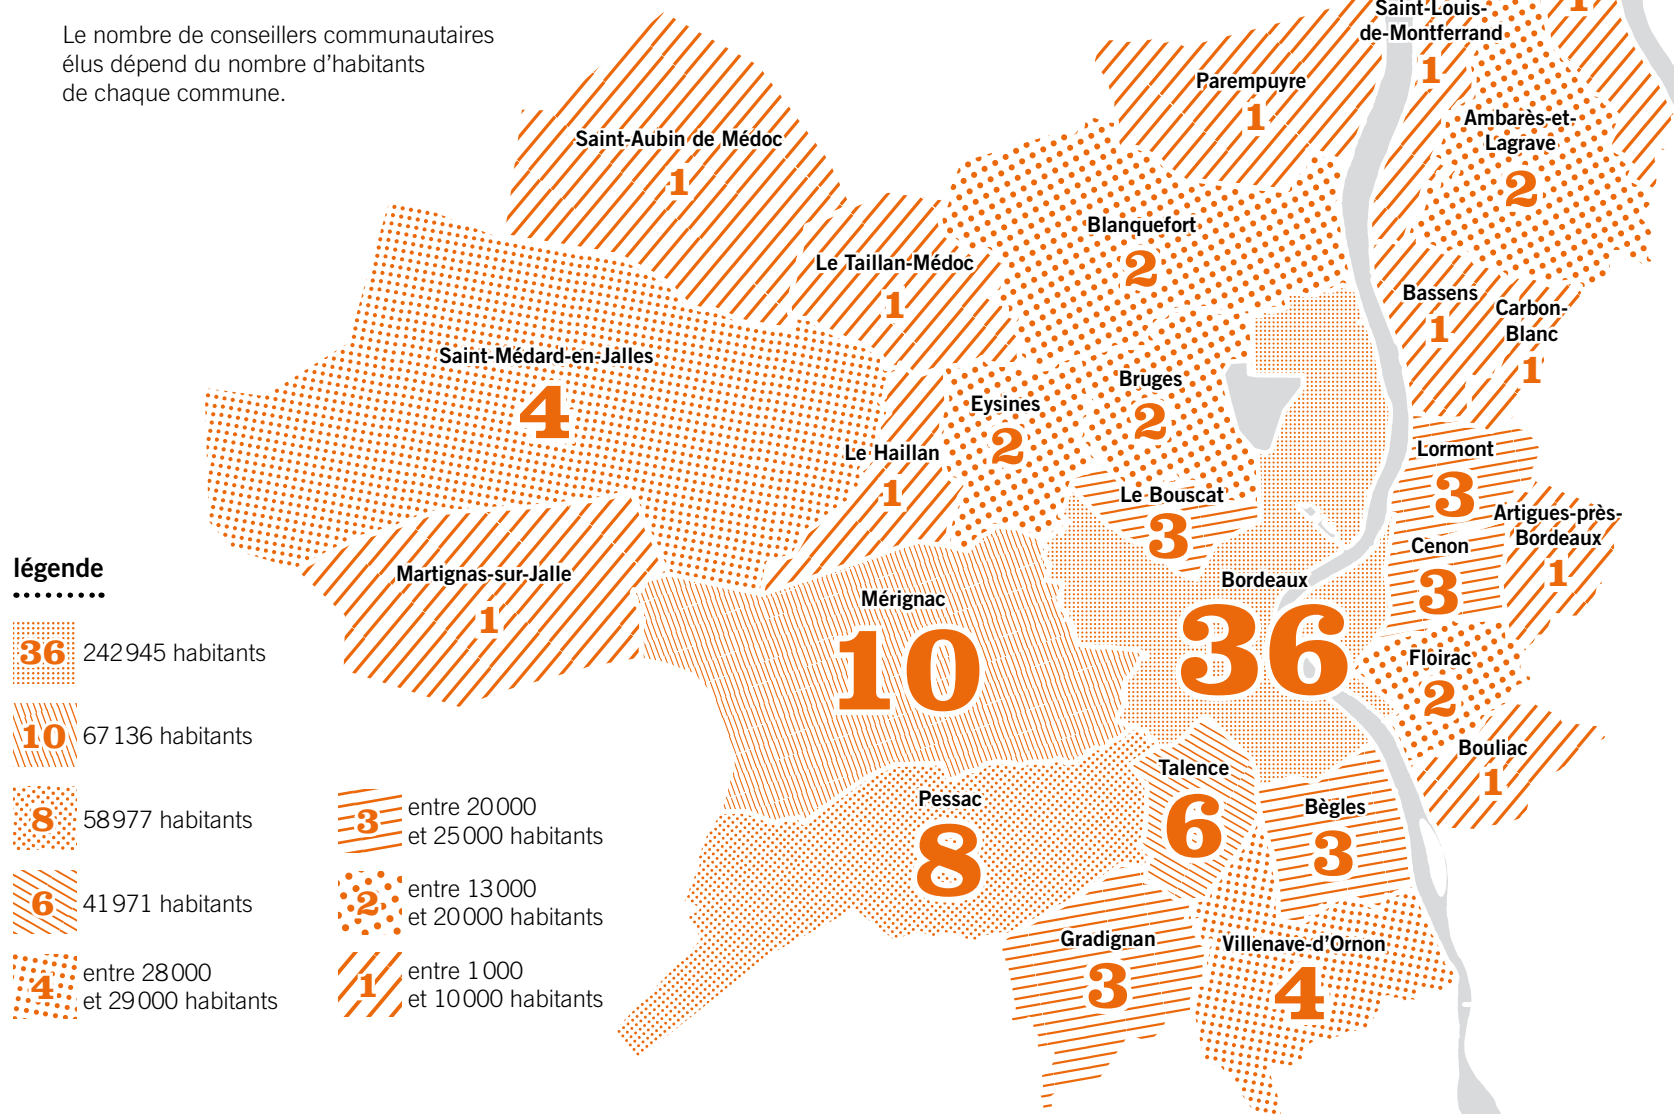 Le nombre de conseillers communautaires
élus dépend du nombre d'habitants
de chaque commune.
1
Saint-Louis-
de-Montferrand
1
Parempuyre
1
Ambarès-et-
Lagrave
2
Saint-Aubin de Médoc
1
Blanquefort
2
Le Taillan-Médoc
1
Bassens
1
Carbon-
Blanc
1
Saint-Médard-en-Jalles
4
Bruges
2
Eysines
2
Le Haillan
1
Lormont
3
Le Bouscat
3
Artigues-près-
Bordeaux
1
Cenon
3
Martignas-sur-Jalle
1
Mérignac
10
Bordeaux
36
Floirac
2
Bouliac
1
Talence
6
Pessac
8
Bègles
3
Gradignan
3
Villenave-d'Ornon
4
légende
36 242 945 habitants
10 67 136 habitants
8 58 977 habitants
6 41 971 habitants
4 entre 28 000
et 29 000 habitants
3 entre 20 000
et 25 000 habitants
2 entre 13 000
et 20 000 habitants
1 entre 1 000
et 10 000 habitants